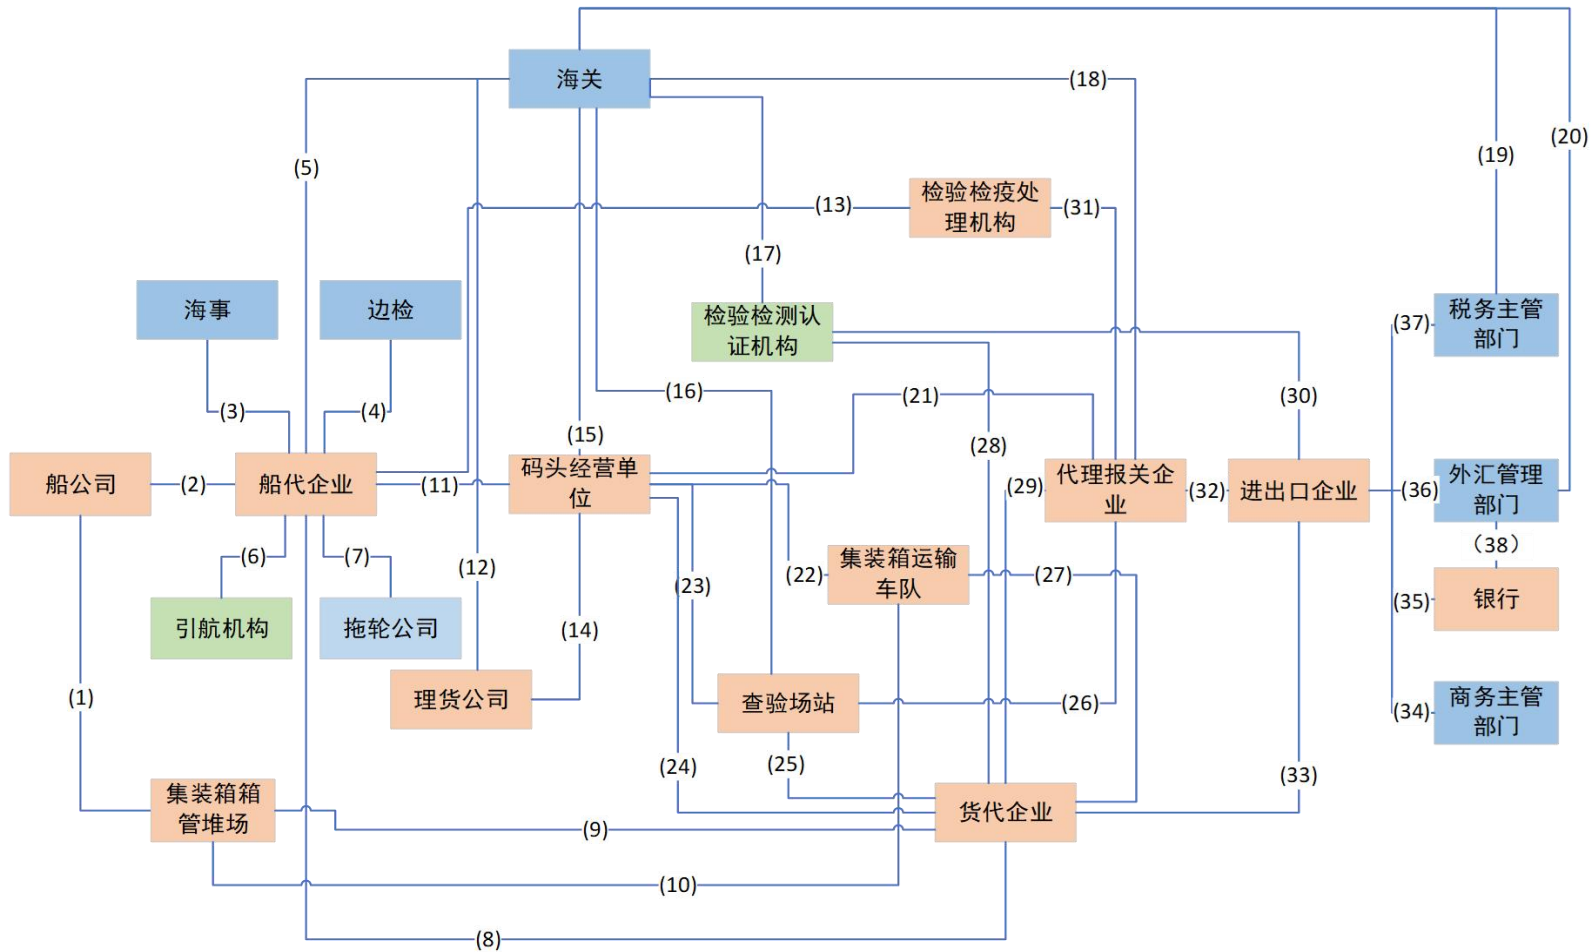 海关
(18)
(5)
(19)
(20)
检验检疫处
理机构
(13)
(31)
(17)
海事
边检
检验检测认
证机构
税务主管
部门
(37)
(3)
(4)
(16)
(21)
(30)
(15)
(28)
船公司
(2)
船代企业
(11)
码头经营单
位
(29)
代理报关企
业
(32)
进出口企业
(36)
外汇管理
部门
(6)
(7)
(12)
(23)
(22)
集装箱运输
车队
(27)
（38）
引航机构
拖轮公司
(14)
(35)
银行
(1)
理货公司
查验场站
(26)
(34)
商务主管
部门
(24)
(25)
(33)
集装箱箱
管堆场
(9)
货代企业
(10)
(8)